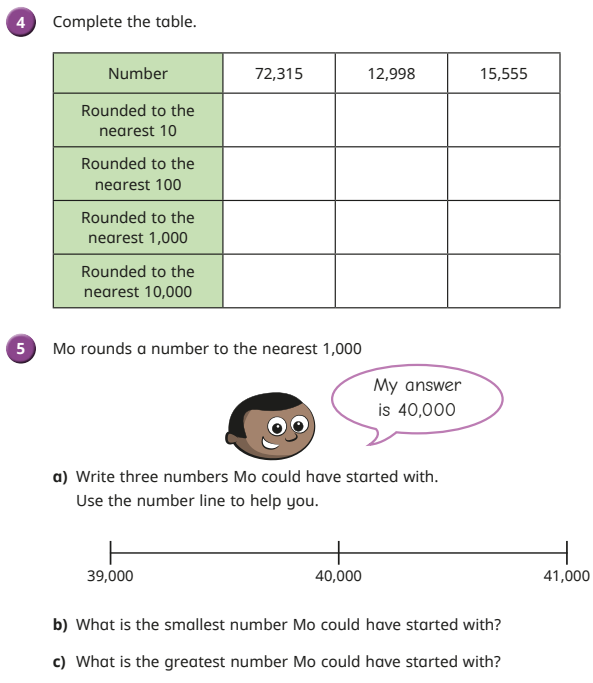 4 Complete the table.
Number 72,315 12,998 15,555
Rounded to the
nearest 10
Rounded to the
nearest 100
Rounded to the
nearest 1,000
Rounded to the
nearest 10,000
5 Mo rounds a number to the nearest 1,000
My answer
is 40,000
a) Write three numbers Mo could have started with.
Use the number line to help you.
39,000 40,000 41,000
b) What is the smallest number Mo could have started with?
c) What is the greatest number Mo could have started with?